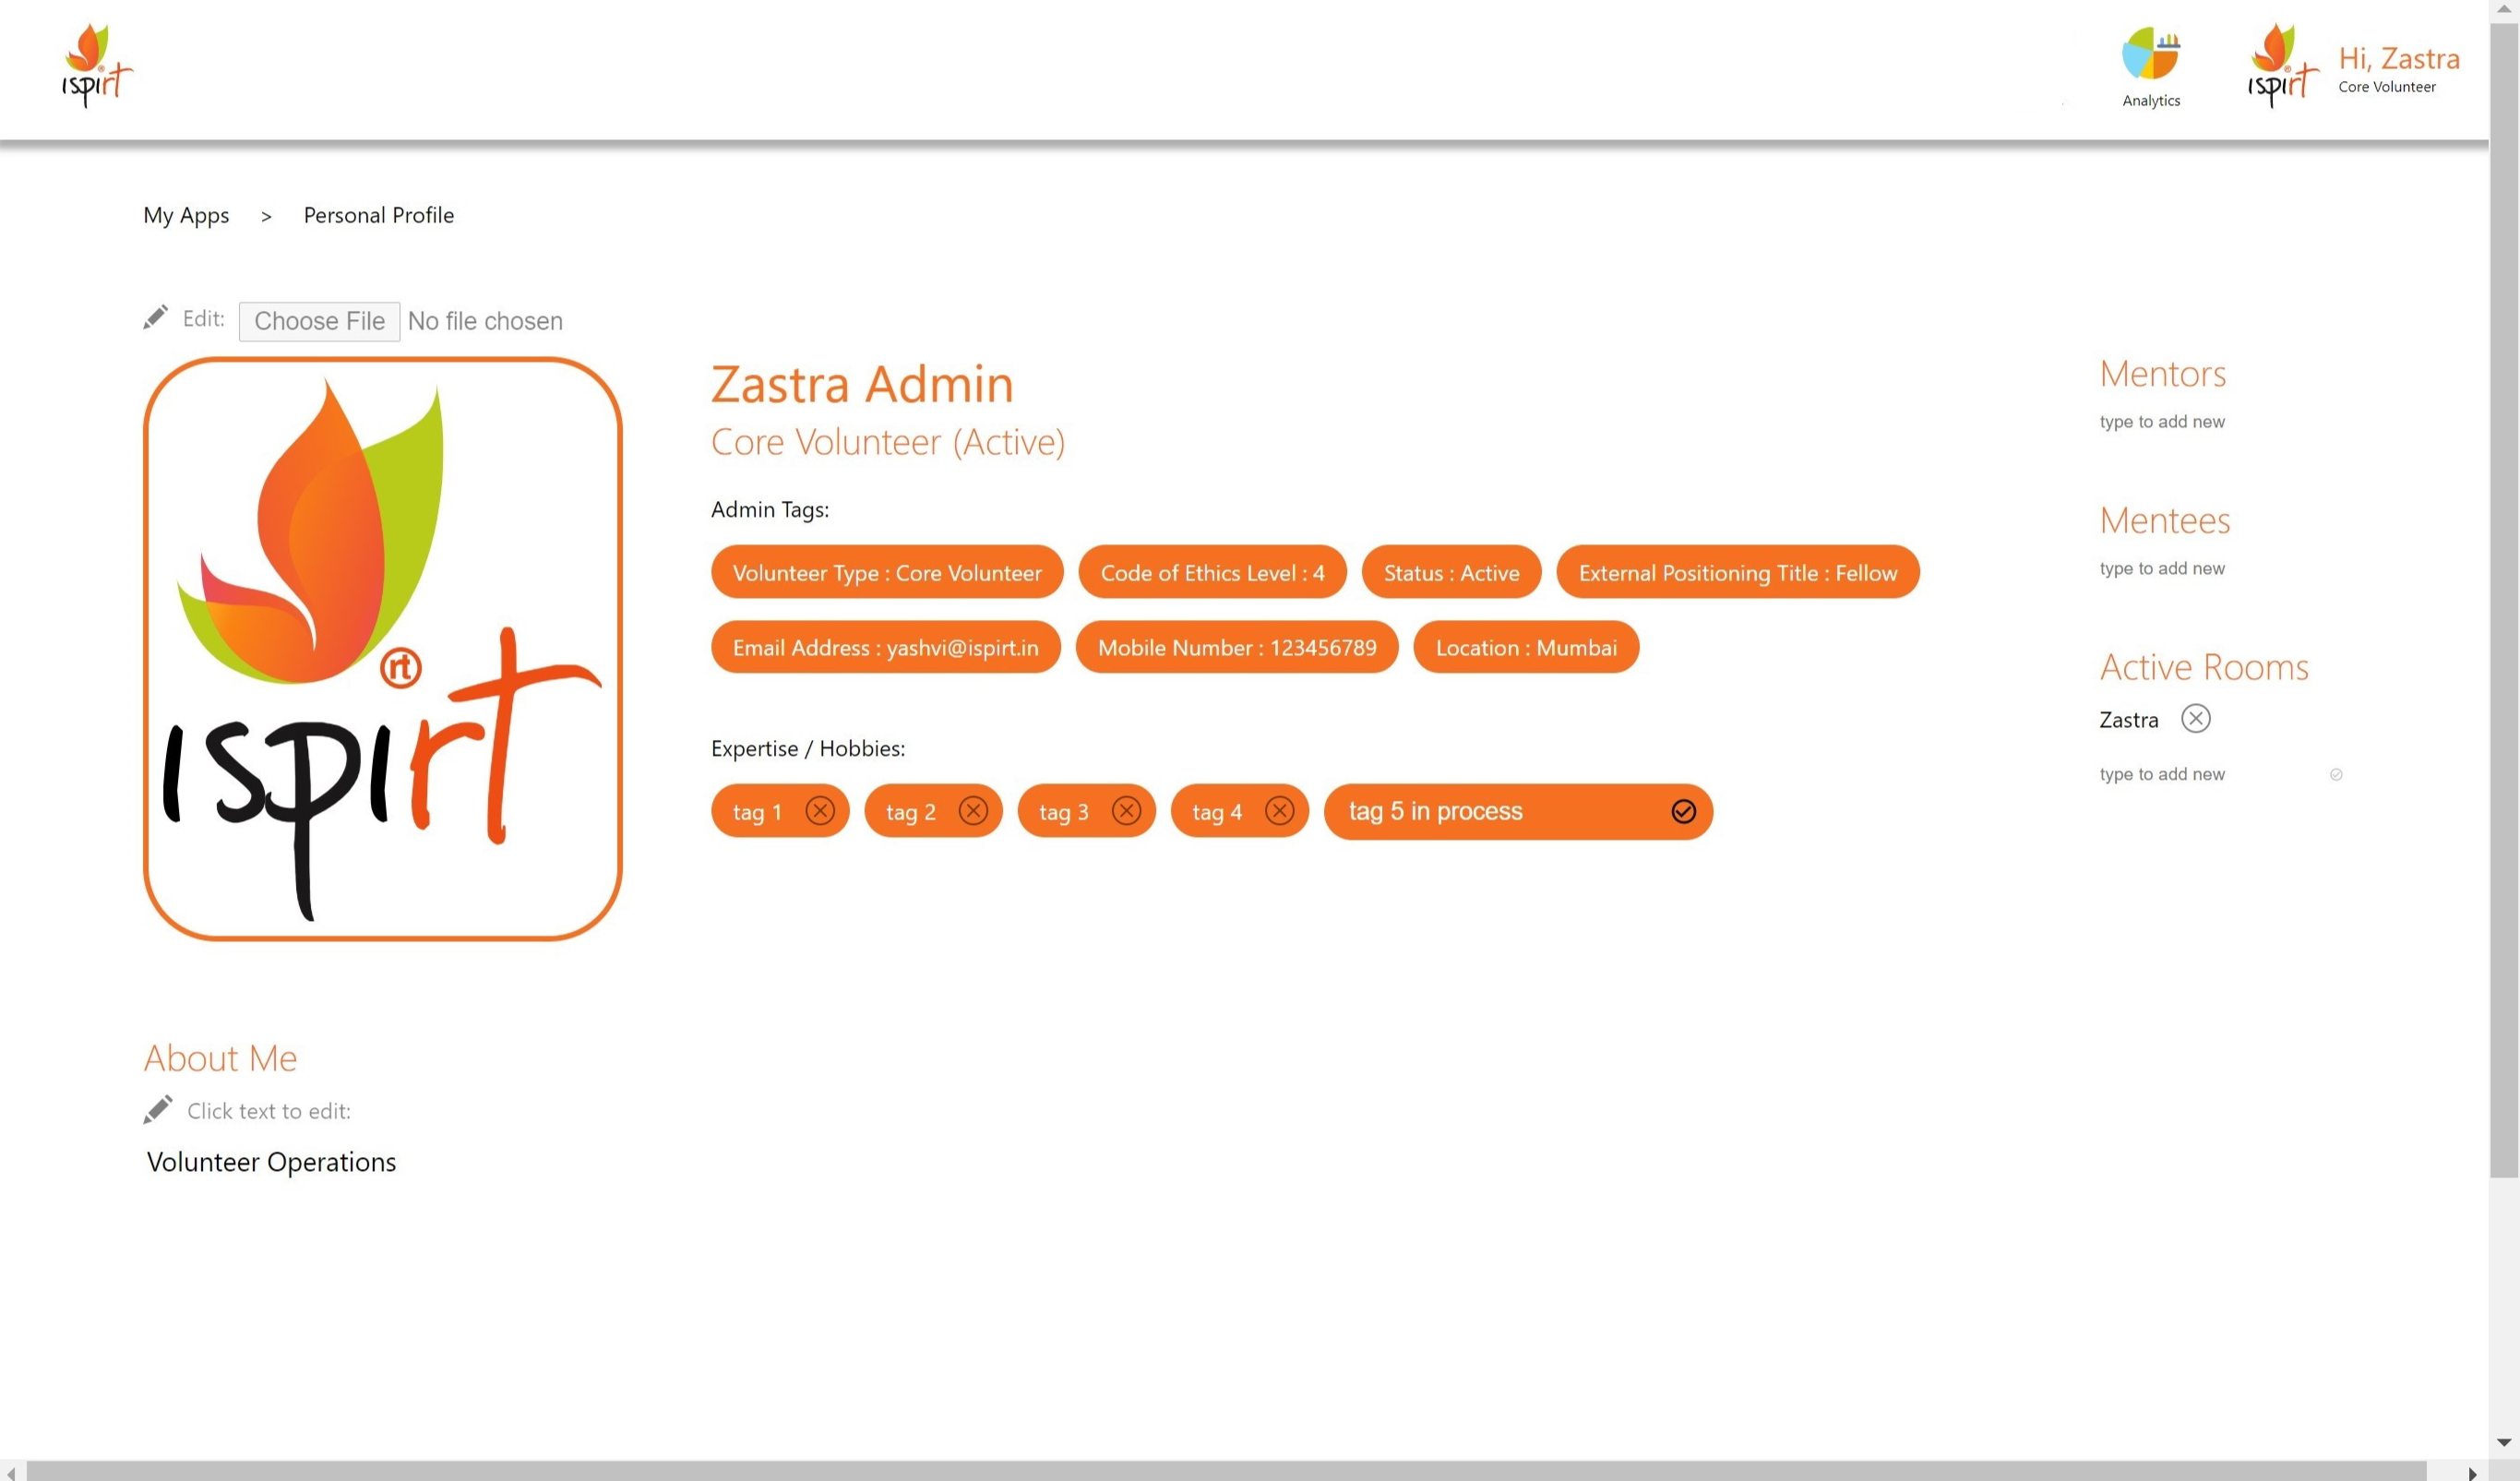 ispirt
Analytics
ispirt
Hi, Zastra
Core Volunteer
My Apps > Personal Profile
Edit: Choose File No file chosen
rt
ispirt
Zastra Admin
Core Volunteer (Active)
Admin Tags:
Volunteer Type : Core Volunteer Code of Ethics Level : 4 Status : Active External Positioning Title : Fellow
Email Address : yashvi@ispirt.in Mobile Number : 123456789 Location : Mumbai
Expertise / Hobbies:
tag 1 tag 2 tag 3 tag 4 tag 5 in process
Mentors
type to add new
Mentees
type to add new
Active Rooms
Zastra
type to add new
About Me
Click text to edit:
Volunteer Operations